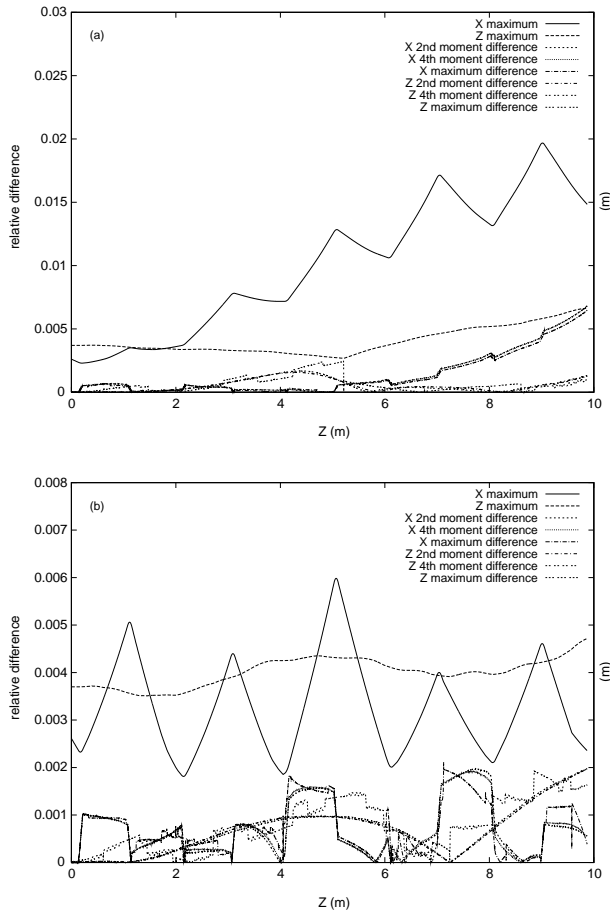 0.03
0.025
0.02
0.015
0.01
0.005
0
0 2 4 6 8 10
relative difference
(m)
Z (m)
(a)
X maximum
Z maximum
X 2nd moment difference
X 4th moment difference
X maximum difference
Z 2nd moment difference
Z 4th moment difference
Z maximum difference
0.008
0.007
0.006
0.005
0.004
0.003
0.002
0.001
0
0 2 4 6 8 10
relative difference
(m)
Z (m)
(b)
X maximum
Z maximum
X 2nd moment difference
X 4th moment difference
X maximum difference
Z 2nd moment difference
Z 4th moment difference
Z maximum difference